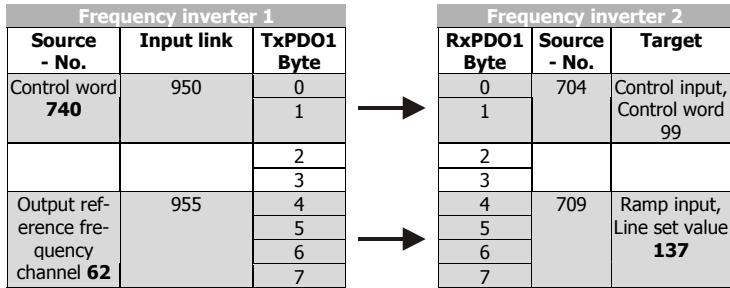 Frequency inverter 1
Source - No. Input link TxPDO1 Byte
Control word 740 950 0
1
2
3
Output ref-
erence fre-
quency
channel 62 955 4
5
6
7
Frequency inverter 2
RxPDO1 Byte Source - No. Target
0 704 Control input,
Control word
99
1
2
3
4 709 Ramp input,
Line set value
137
5
6
7